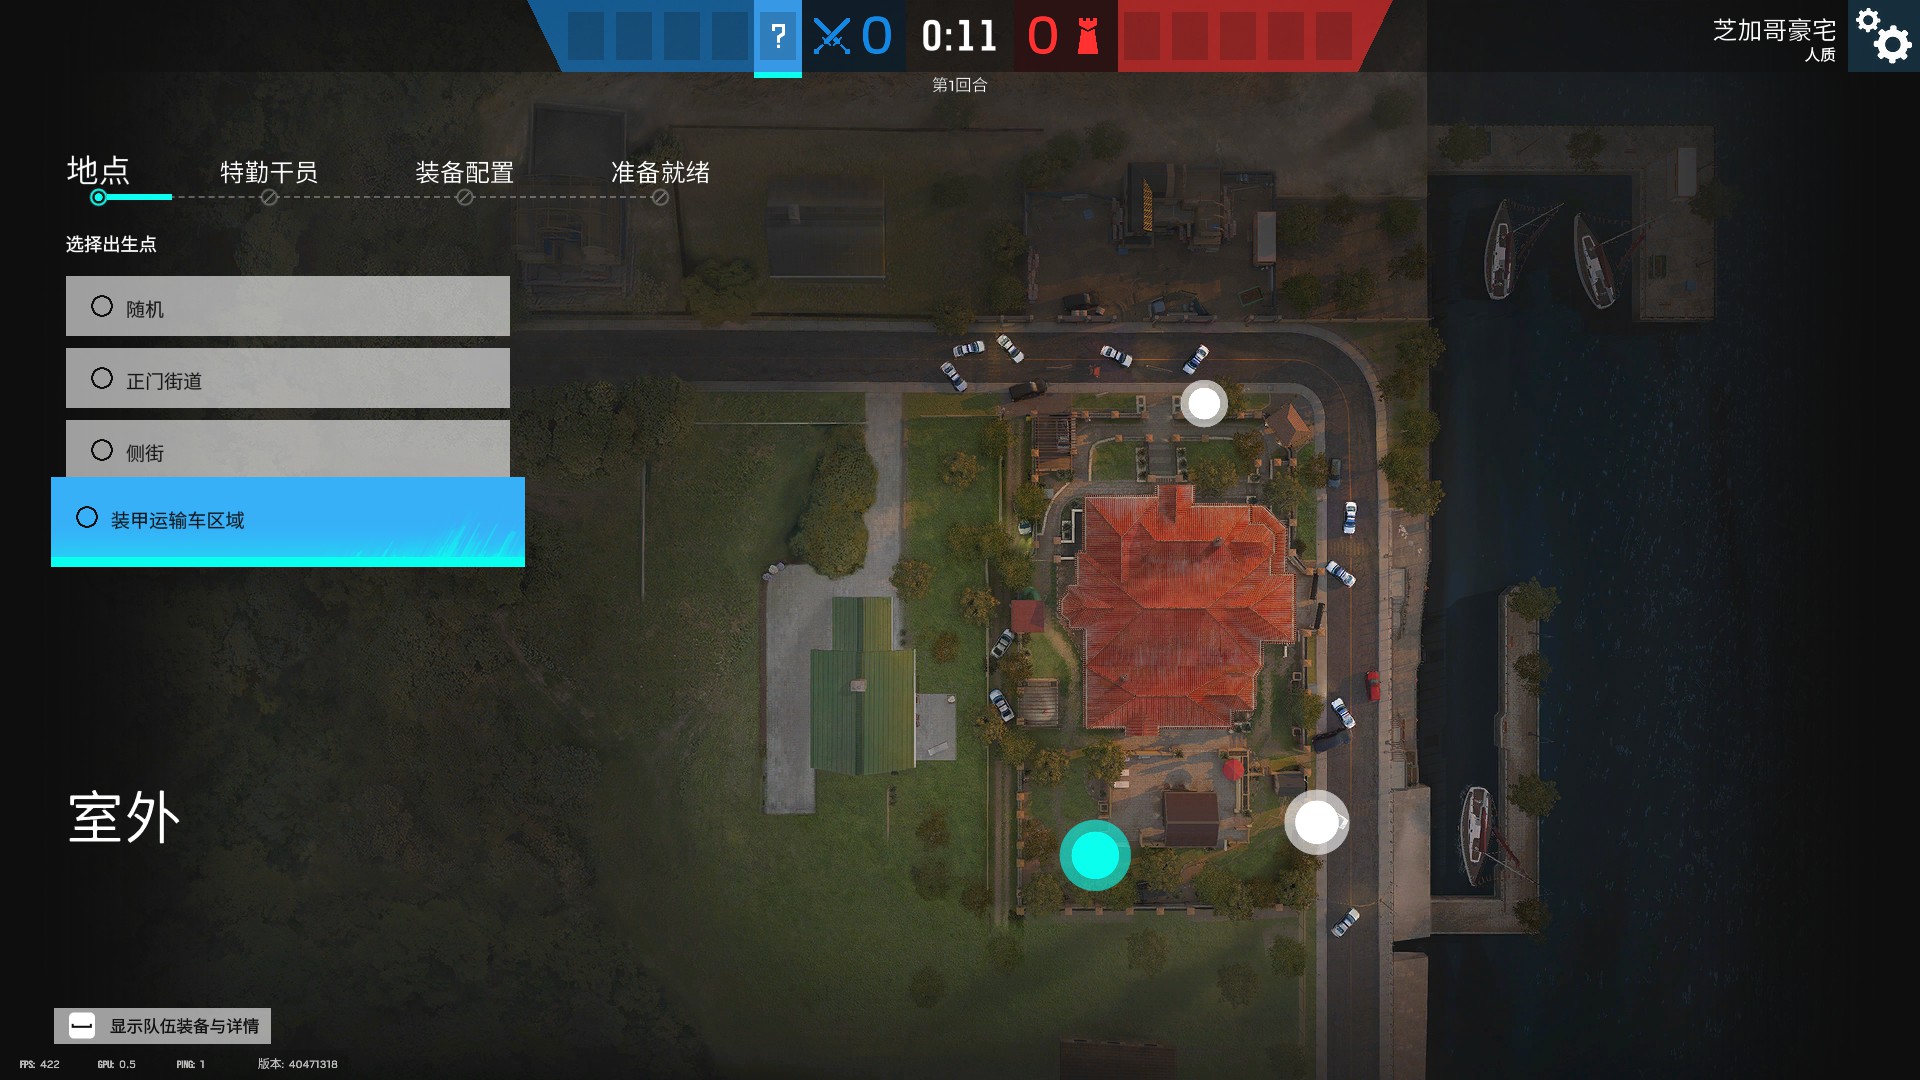 ? 0 0:11 0
第1回合
芝加哥豪宅
人质
地点 特勤干员 装备配置 准备就绪
选择出生点
随机
正门街道
侧街
装甲运输车区域
室外
显示队伍装备与详情
FPS: 422 GPU: 0.5 PING: 1 版本: 40471318